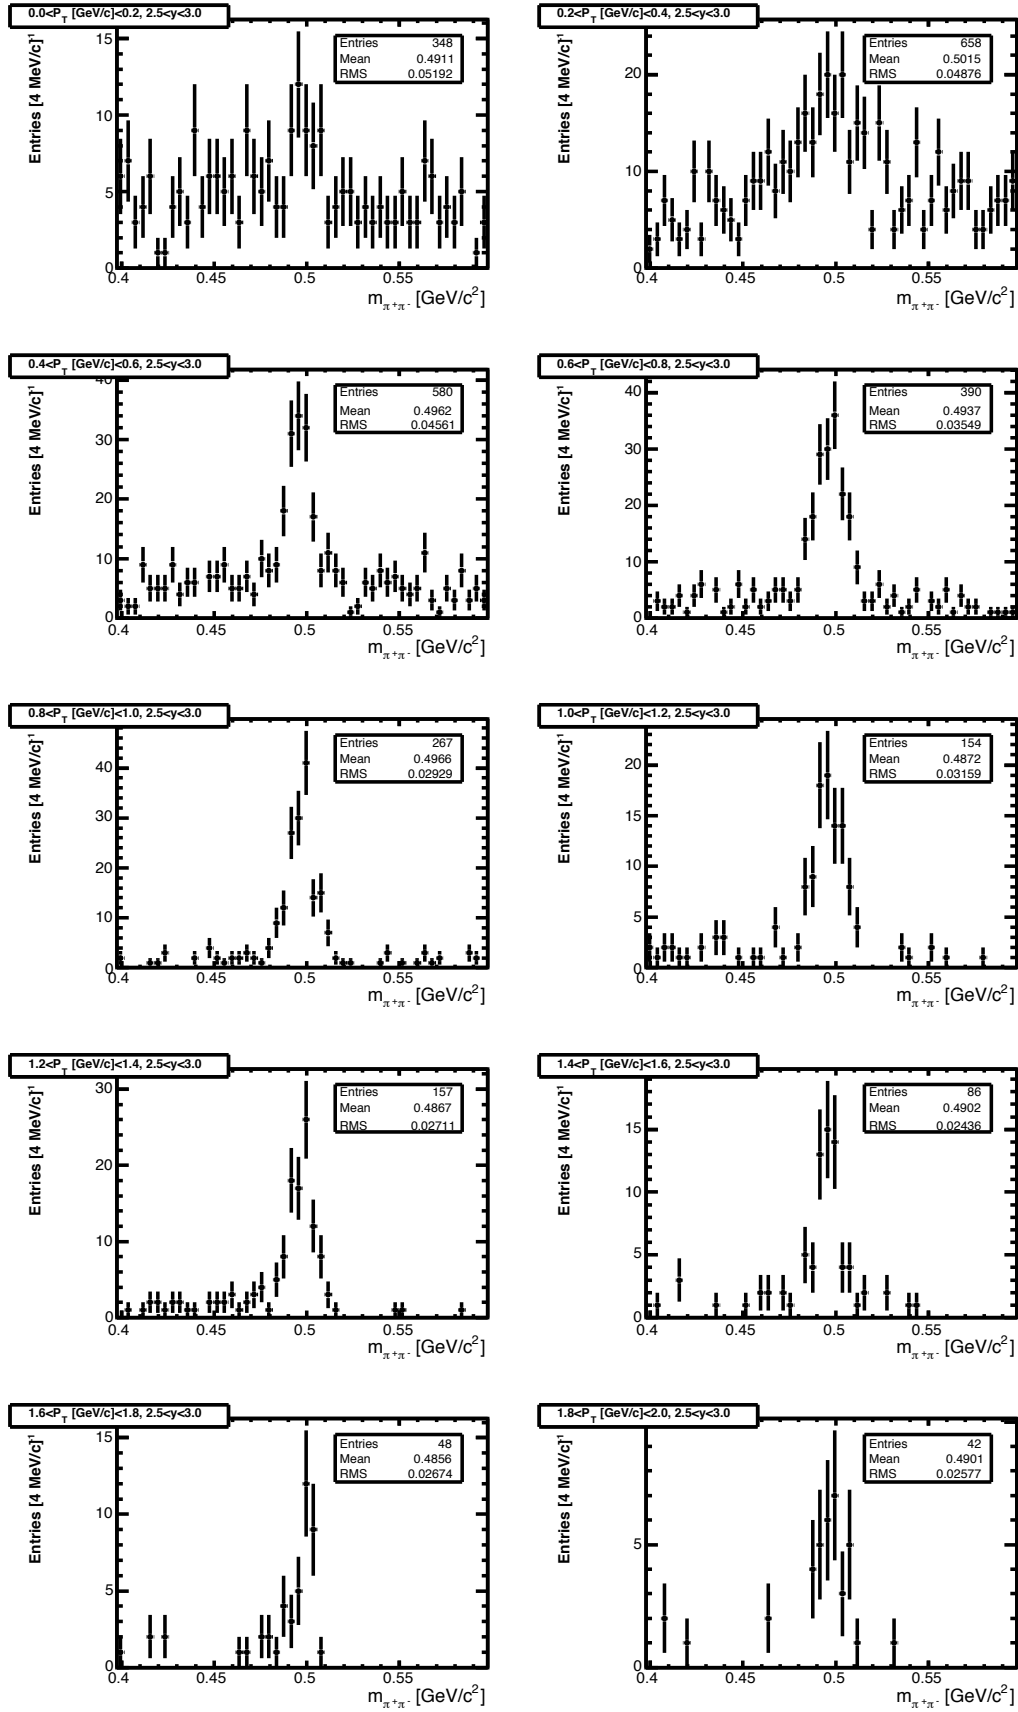 0.0<P_T [GeV/c]<0.2, 2.5<y<3.0
Entries [4 MeV/c]⁻¹
Entries 348
Mean 0.4911
RMS 0.05192
15
10
5
0
0.4 0.45 0.5 0.55
m_π⁺π⁻ [GeV/c²]
0.2<P_T [GeV/c]<0.4, 2.5<y<3.0
Entries [4 MeV/c]⁻¹
Entries 658
Mean 0.5015
RMS 0.04876
20
10
0
0.4 0.45 0.5 0.55
m_π⁺π⁻ [GeV/c²]
0.4<P_T [GeV/c]<0.6, 2.5<y<3.0
Entries [4 MeV/c]⁻¹
Entries 580
Mean 0.4962
RMS 0.04561
40
30
20
10
0
0.4 0.45 0.5 0.55
m_π⁺π⁻ [GeV/c²]
0.6<P_T [GeV/c]<0.8, 2.5<y<3.0
Entries [4 MeV/c]⁻¹
Entries 390
Mean 0.4937
RMS 0.03549
40
30
20
10
0
0.4 0.45 0.5 0.55
m_π⁺π⁻ [GeV/c²]
0.8<P_T [GeV/c]<1.0, 2.5<y<3.0
Entries [4 MeV/c]⁻¹
Entries 267
Mean 0.4966
RMS 0.02929
40
30
20
10
0
0.4 0.45 0.5 0.55
m_π⁺π⁻ [GeV/c²]
1.0<P_T [GeV/c]<1.2, 2.5<y<3.0
Entries [4 MeV/c]⁻¹
Entries 154
Mean 0.4872
RMS 0.03159
20
15
10
5
0
0.4 0.45 0.5 0.55
m_π⁺π⁻ [GeV/c²]
1.2<P_T [GeV/c]<1.4, 2.5<y<3.0
Entries [4 MeV/c]⁻¹
Entries 157
Mean 0.4867
RMS 0.02711
30
20
10
0
0.4 0.45 0.5 0.55
m_π⁺π⁻ [GeV/c²]
1.4<P_T [GeV/c]<1.6, 2.5<y<3.0
Entries [4 MeV/c]⁻¹
Entries 86
Mean 0.4902
RMS 0.02436
15
10
5
0
0.4 0.45 0.5 0.55
m_π⁺π⁻ [GeV/c²]
1.6<P_T [GeV/c]<1.8, 2.5<y<3.0
Entries [4 MeV/c]⁻¹
Entries 48
Mean 0.4856
RMS 0.02674
15
10
5
0
0.4 0.45 0.5 0.55
m_π⁺π⁻ [GeV/c²]
1.8<P_T [GeV/c]<2.0, 2.5<y<3.0
Entries [4 MeV/c]⁻¹
Entries 42
Mean 0.4901
RMS 0.02577
5
0
0.4 0.45 0.5 0.55
m_π⁺π⁻ [GeV/c²]